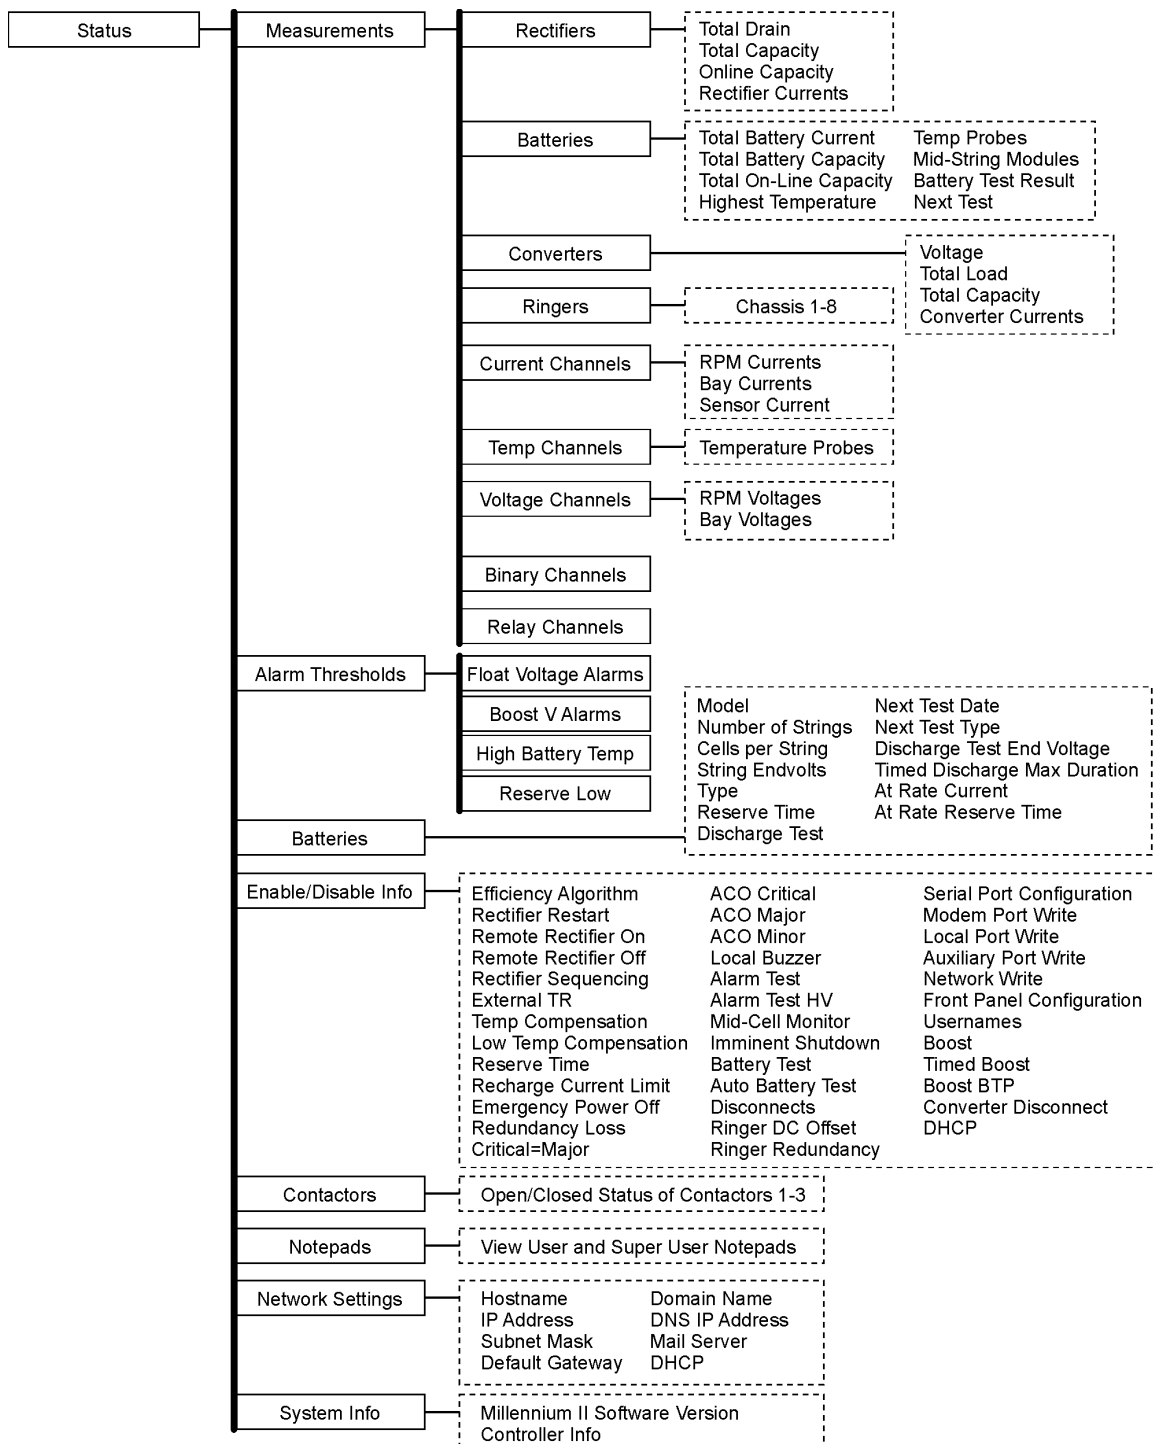 Status
Measurements
Rectifiers
Total Drain
Total Capacity
Online Capacity
Rectifier Currents
Batteries
Total Battery Current
Total Battery Capacity
Total On-Line Capacity
Highest Temperature
Temp Probes
Mid-String Modules
Battery Test Result
Next Test
Converters
Voltage
Total Load
Total Capacity
Converter Currents
Ringers
Chassis 1-8
Current Channels
RPM Currents
Bay Currents
Sensor Current
Temp Channels
Temperature Probes
Voltage Channels
RPM Voltages
Bay Voltages
Binary Channels
Relay Channels
Alarm Thresholds
Float Voltage Alarms
Boost V Alarms
High Battery Temp
Reserve Low
Batteries
Model
Number of Strings
Cells per String
String Endvolts
Type
Reserve Time
Discharge Test
Next Test Date
Next Test Type
Discharge Test End Voltage
Timed Discharge Max Duration
At Rate Current
At Rate Reserve Time
Enable/Disable Info
Efficiency Algorithm
Rectifier Restart
Remote Rectifier On
Remote Rectifier Off
Rectifier Sequencing
External TR
Temp Compensation
Low Temp Compensation
Reserve Time
Recharge Current Limit
Emergency Power Off
Redundancy Loss
Critical=Major
ACO Critical
ACO Major
ACO Minor
Local Buzzer
Alarm Test
Alarm Test HV
Mid-Cell Monitor
Imminent Shutdown
Battery Test
Auto Battery Test
Disconnects
Ringer DC Offset
Ringer Redundancy
Serial Port Configuration
Modem Port Write
Local Port Write
Auxiliary Port Write
Network Write
Front Panel Configuration
Usernames
Boost
Timed Boost
Boost BTP
Converter Disconnect
DHCP
Contactors
Open/Closed Status of Contactors 1-3
Notepads
View User and Super User Notepads
Network Settings
Hostname
IP Address
Subnet Mask
Default Gateway
Domain Name
DNS IP Address
Mail Server
DHCP
System Info
Millennium II Software Version
Controller Info